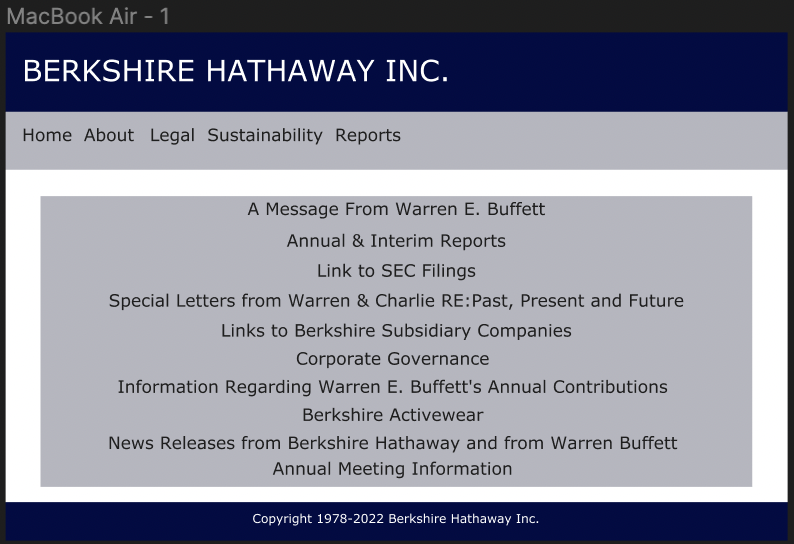 MacBook Air - 1
BERKSHIRE HATHAWAY INC.
Home About Legal Sustainability Reports
A Message From Warren E. Buffett
Annual & Interim Reports
Link to SEC Filings
Special Letters from Warren & Charlie RE:Past, Present and Future
Links to Berkshire Subsidiary Companies
Corporate Governance
Information Regarding Warren E. Buffett's Annual Contributions
Berkshire Activewear
News Releases from Berkshire Hathaway and from Warren Buffett
Annual Meeting Information
Copyright 1978-2022 Berkshire Hathaway Inc.